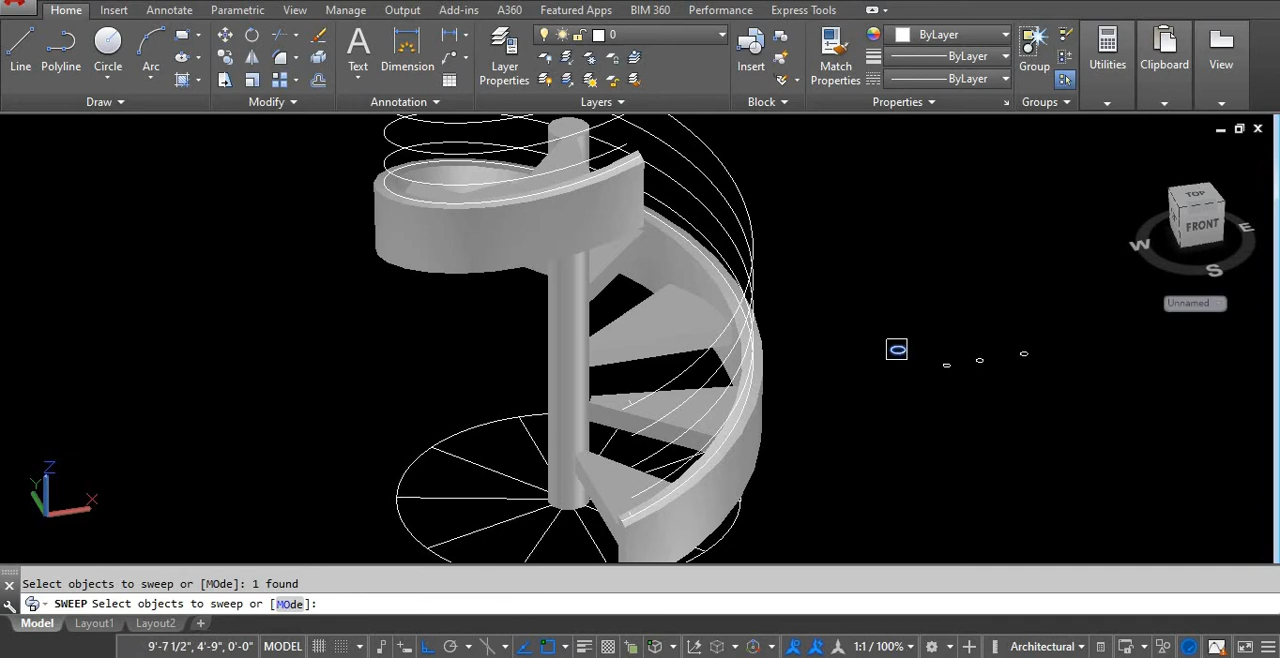 Home Insert Annotate Parametric View Manage Output Add-ins A360 Featured Apps BIM 360 Performance Express Tools
Line Polyline Circle Arc Text Dimension Layer Properties 0 Insert Match Properties ByLayer ByLayer ByLayer Group Utilities Clipboard View
Draw Modify Annotation Layers Block Properties Groups
TOP
FRONT
W E
S
Unnamed
Z
Y X
Select objects to sweep or [MOde]: 1 found
SWEEP Select objects to sweep or [MOde]:
Model Layout1 Layout2 +
9'-7 1/2", 4'-9", 0'-0" MODEL 1:1 / 100% Architectural